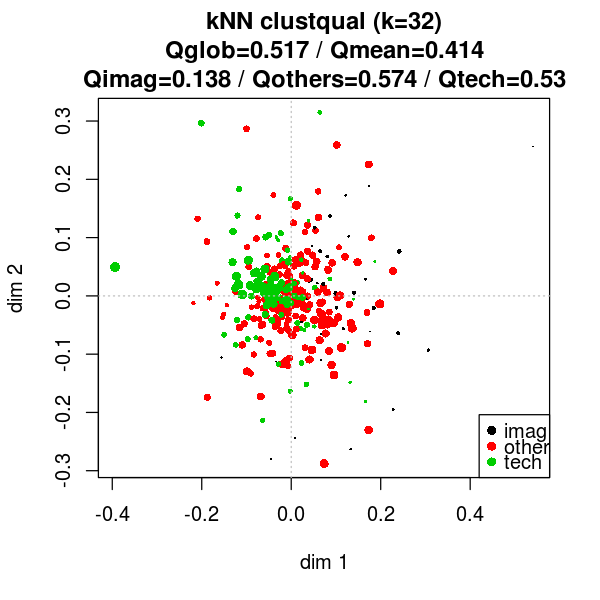 kNN clustqual (k=32)
Qglob=0.517 / Qmean=0.414
Qimag=0.138 / Qothers=0.574 / Qtech=0.53
0.3
0.2
0.1
0.0
-0.1
-0.2
-0.3
dim 2
imag
other
tech
-0.4
-0.2
0.0
0.2
0.4
dim 1